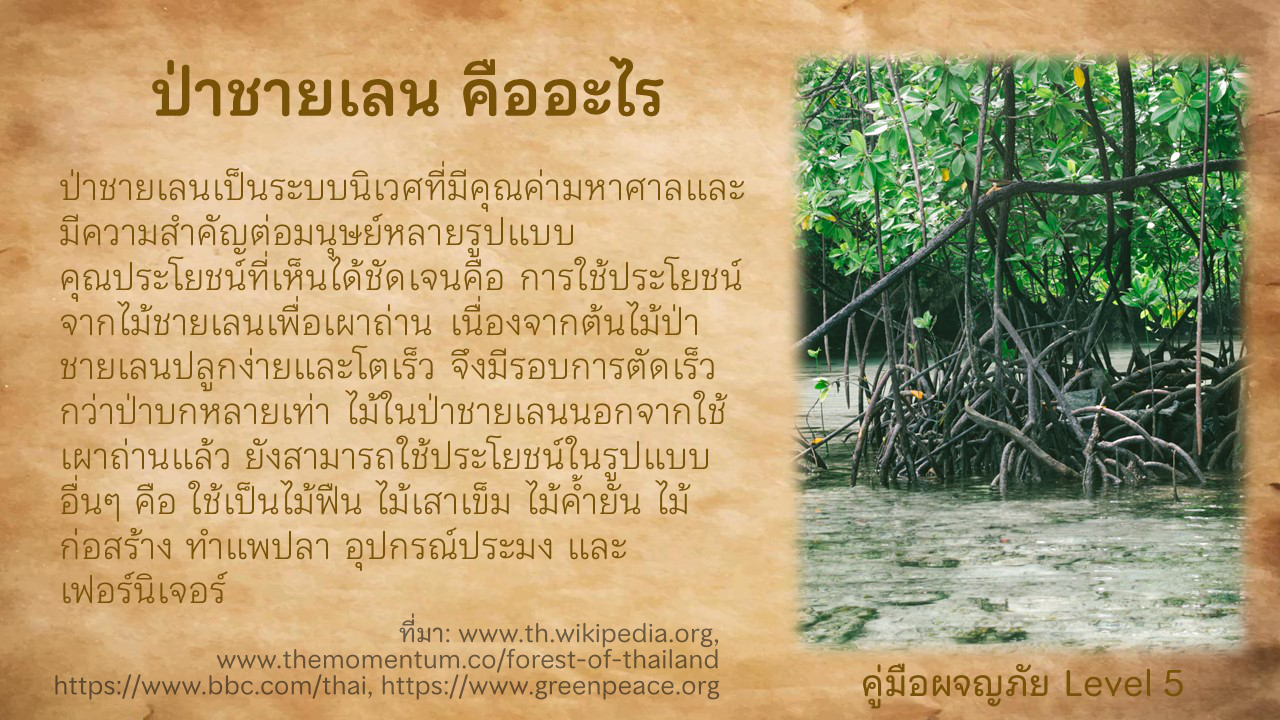 ป่าชายเลน คืออะไร
ป่าชายเลนเป็นระบบนิเวศที่มีคุณค่ามหาศาลและ
มีความสำคัญต่อมนุษย์หลายรูปแบบ
คุณประโยชน์ที่เห็นได้ชัดเจนคือ การใช้ประโยชน์
จากไม้ชายเลนเพื่อเผาถ่าน เนื่องจากต้นไม้ป่า
ชายเลนปลูกง่ายและโตเร็ว จึงมีรอบการตัดเร็ว
กว่าป่าบกหลายเท่า ไม้ในป่าชายเลนนอกจากใช้
เผาถ่านแล้ว ยังสามารถใช้ประโยชน์ในรูปแบบ
อื่นๆ คือ ใช้เป็นไม้ฟืน ไม้เสาเข็ม ไม้ค้ำยัน ไม้
ก่อสร้าง ทำแพปลา อุปกรณ์ประมง และ
เฟอร์นิเจอร์
ที่มา: www.th.wikipedia.org,
www.themomentum.co/forest-of-thailand
https://www.bbc.com/thai, https://www.greenpeace.org
คู่มือผจญภัย Level 5